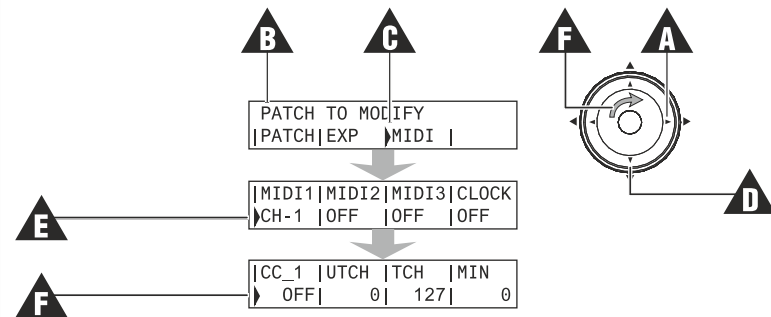 B C F A
PATCH TO MODIFY
|PATCH|EXP |MIDI |
|MIDI1|MIDI2|MIDI3|CLOCK
CH-1 |OFF |OFF |OFF
D
E
|CC_1 |UTCH |TCH |MIN
OFF| 0| 127| 0
F